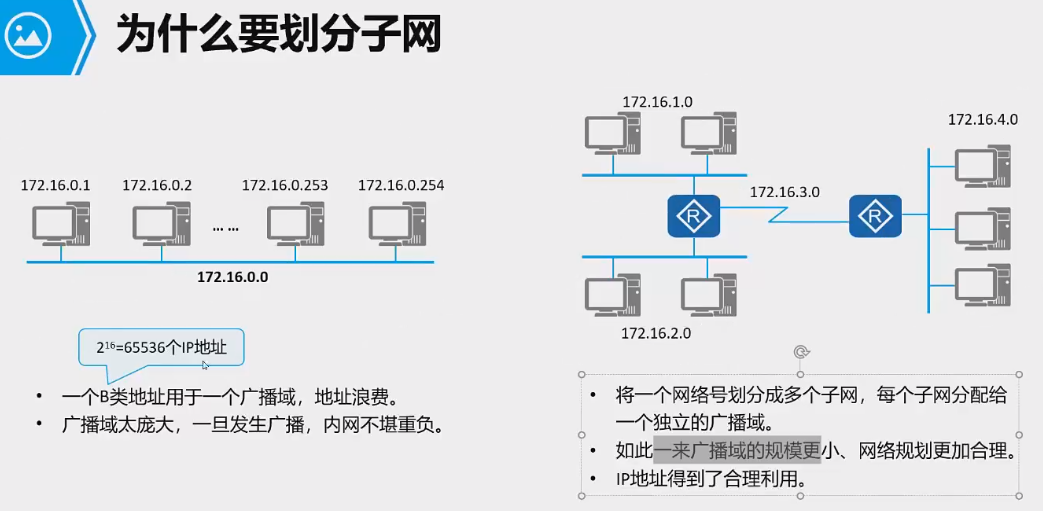 为什么要划分子网
172.16.0.1
172.16.0.2
... ...
172.16.0.253
172.16.0.254
172.16.0.0
2¹⁶=65536个IP地址
• 一个B类地址用于一个广播域，地址浪费。
• 广播域太庞大，一旦发生广播，内网不堪重负。
172.16.1.0
172.16.4.0
172.16.3.0
R
R
172.16.2.0
• 将一个网络号划分成多个子网，每个子网分配给
一个独立的广播域。
• 如此一来广播域的规模更小、网络规划更加合理。
• IP地址得到了合理利用。